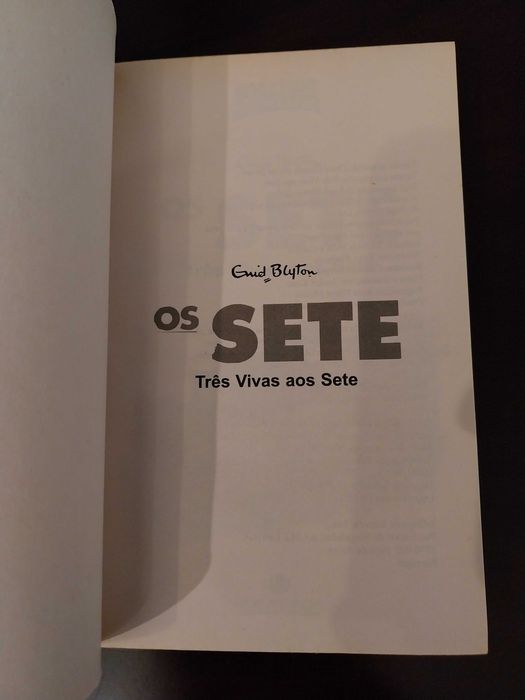 Enid Blyton
OS SETE
Três Vivas aos Sete